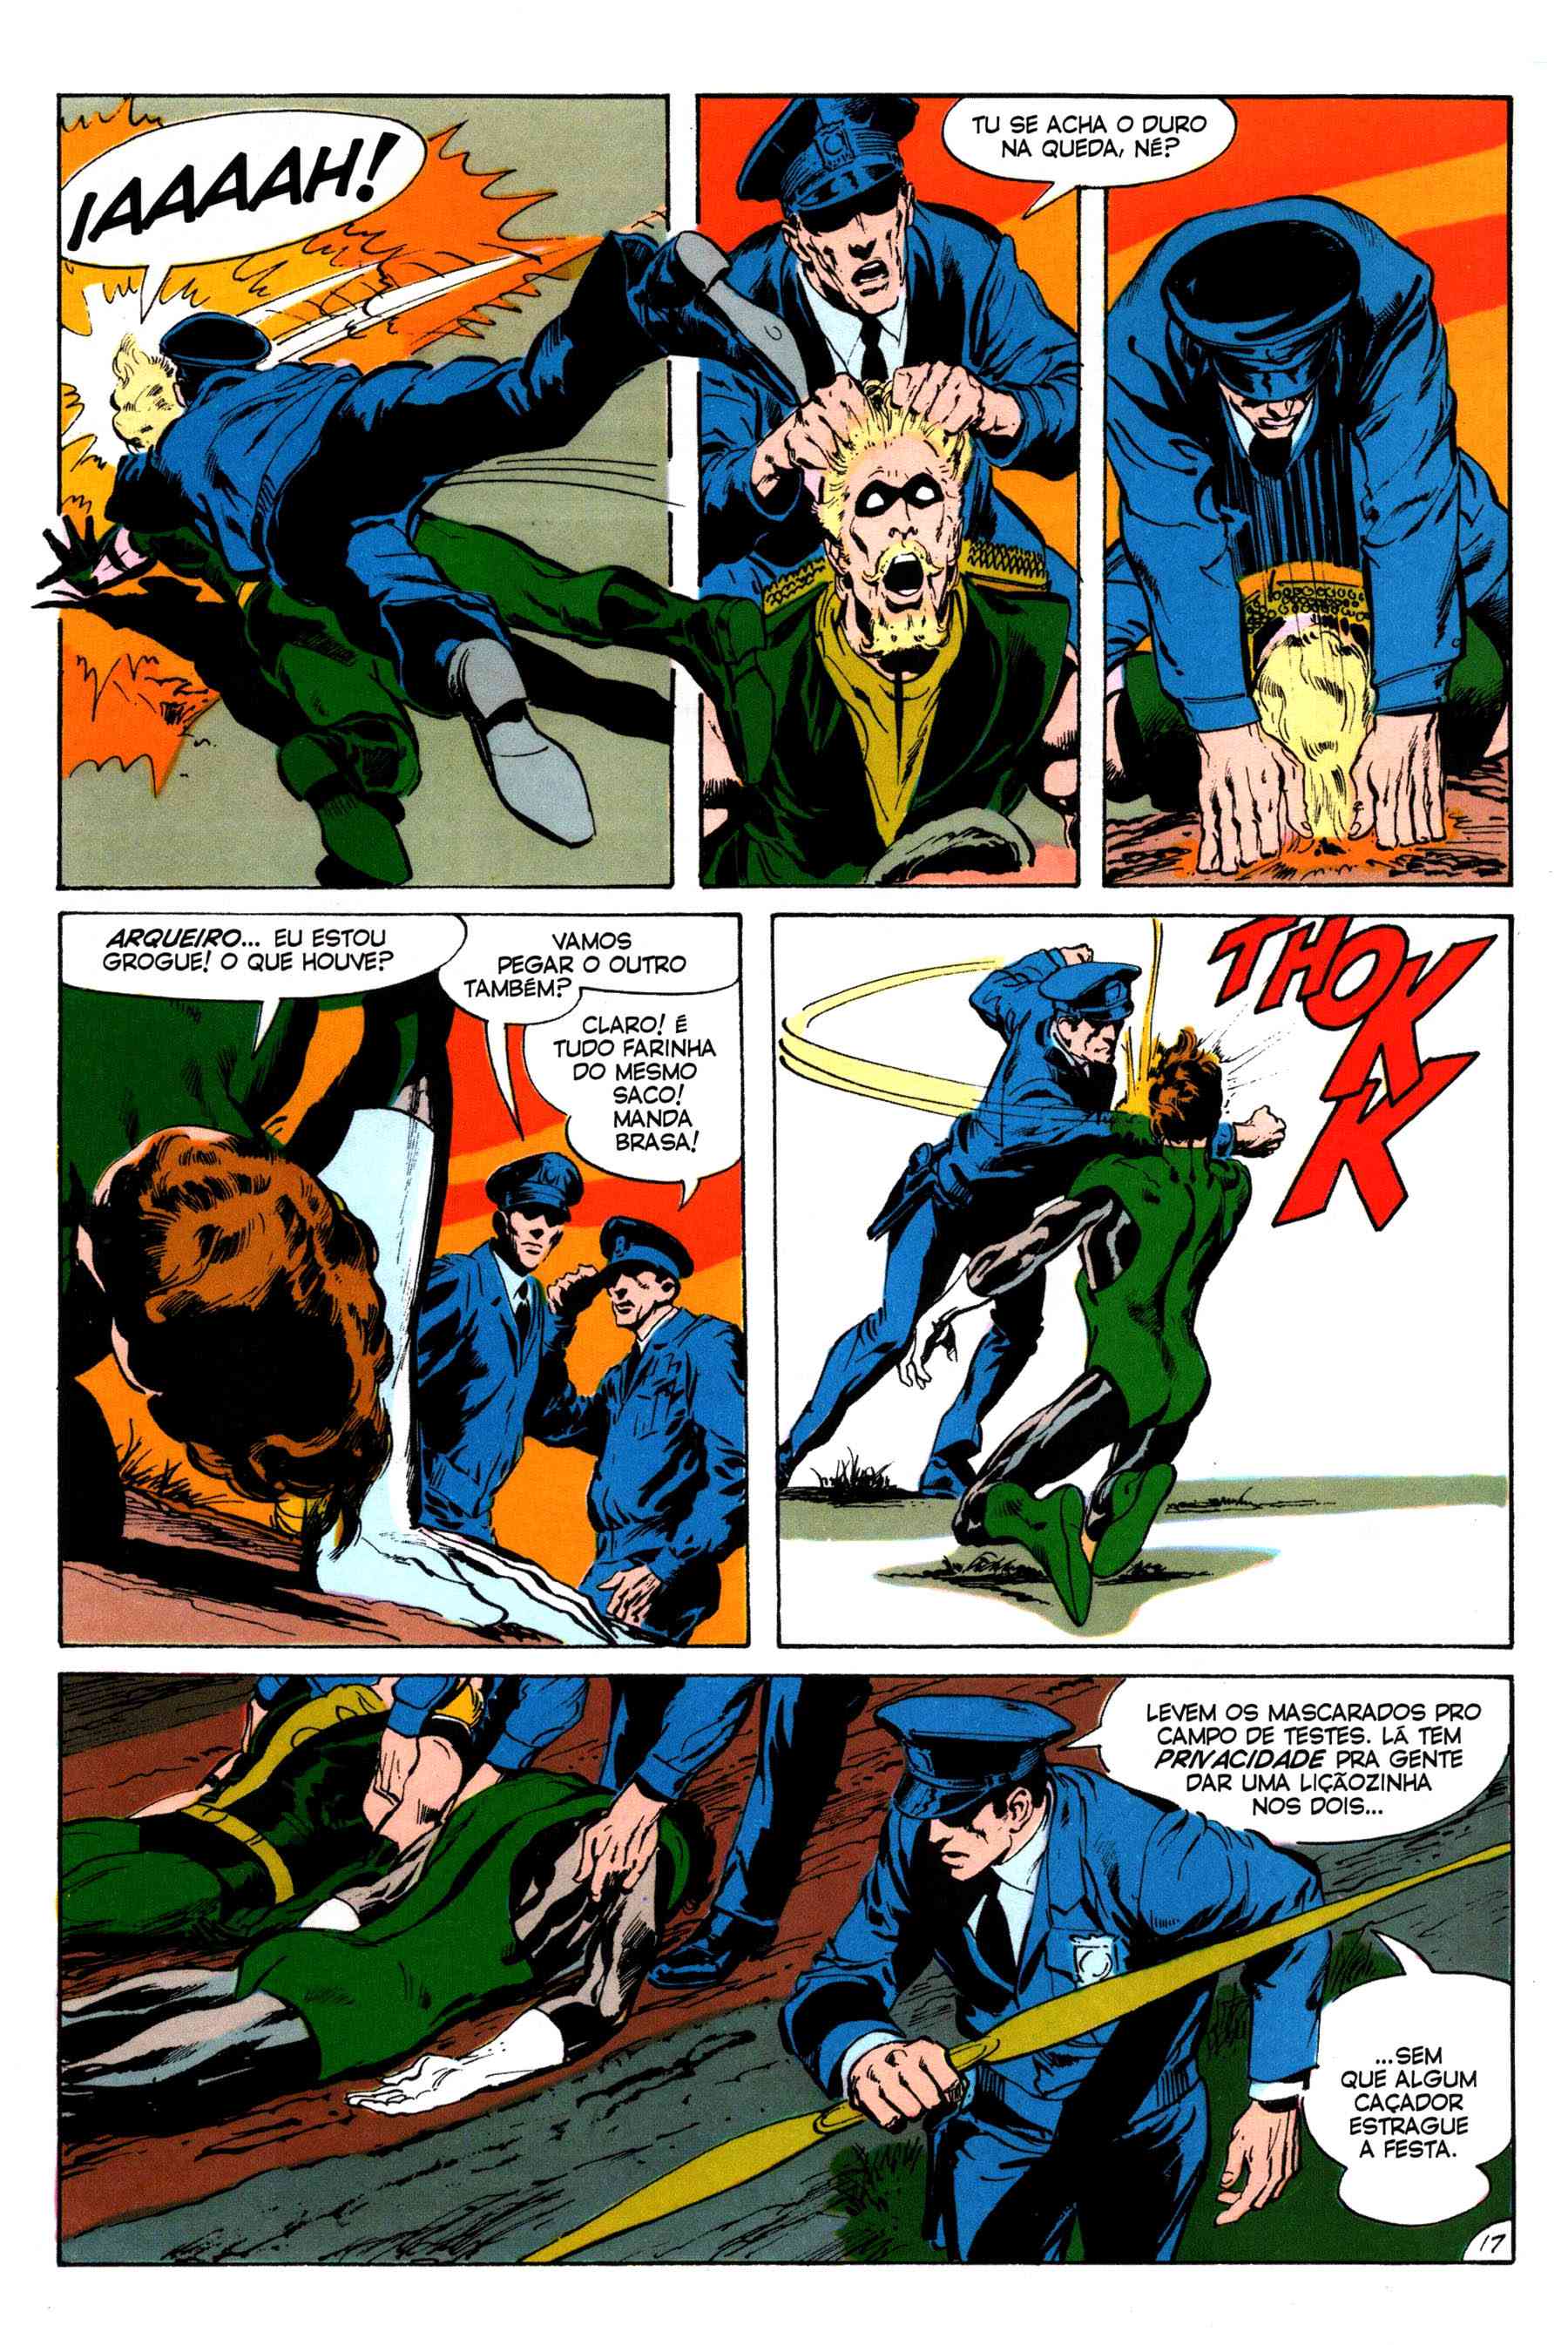 IAAAAH!
TU SE ACHA O DURO
NA QUEDA, NÉ?
ARQUEIRO... EU ESTOU
GROGUE! O QUE HOUVE?
VAMOS
PEGAR O OUTRO
TAMBÉM?
CLARO! É
TUDO FARINHA
DO MESMO
SACO!
MANDA
BRASA!
THOKK
LEVEM OS MASCARADOS PRO
CAMPO DE TESTES. LÁ TEM
PRIVACIDADE PRA GENTE
DAR UMA LIÇÃOZINHA
NOS DOIS...
...SEM
QUE ALGUM
CAÇADOR
ESTRAGUE
A FESTA.
17